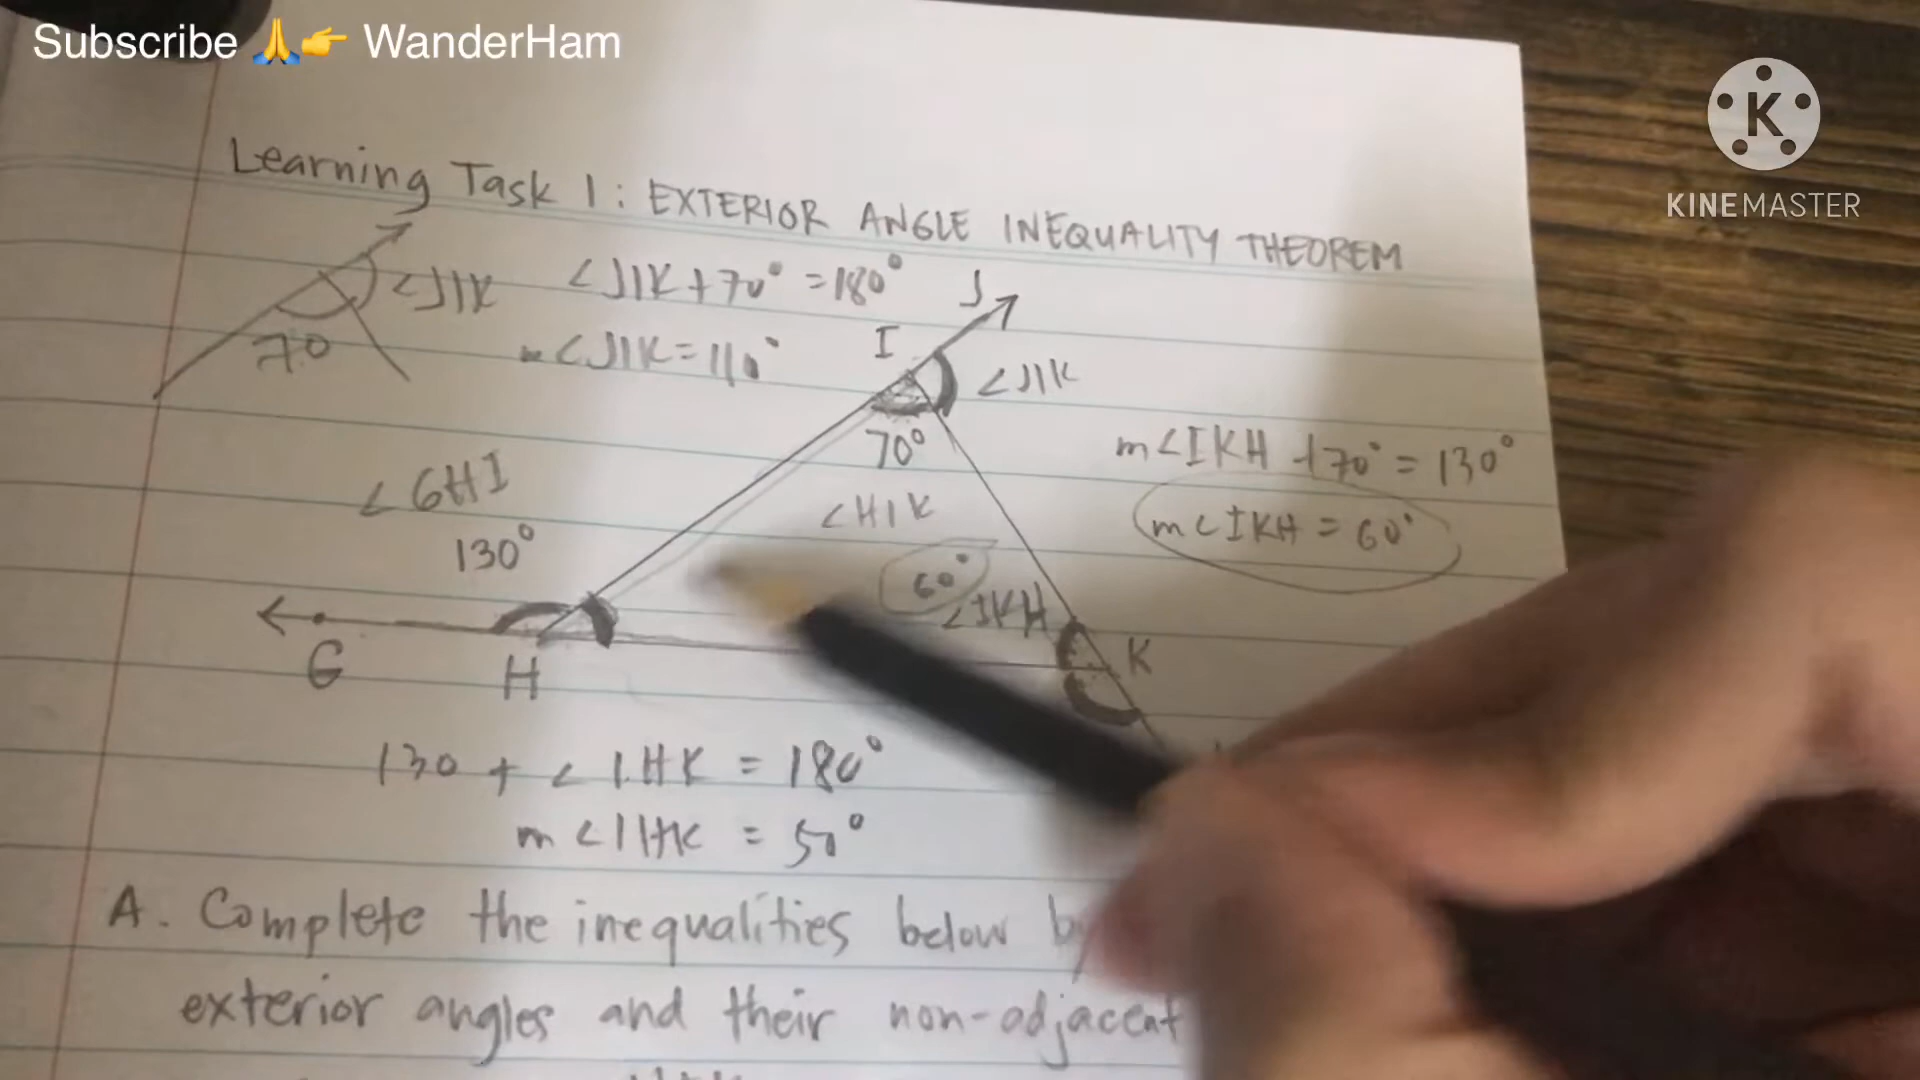 Subscribe 🙏👉 WanderHam
K
KINEMASTER
Learning Task 1: EXTERIOR ANGLE INEQUALITY THEOREM
∠JIK
70
∠JIK + 70° = 180°
m∠JIK = 110°
J
I
∠JIK
70°
∠HIK
m∠IKH + 70° = 130°
m∠IKH = 60°
∠GHI
130°
60°
∠IKH
K
G
H
130 + ∠IHK = 180°
m∠IHK = 50°
A. Complete the inequalities below
exterior angles and their non-adjacent